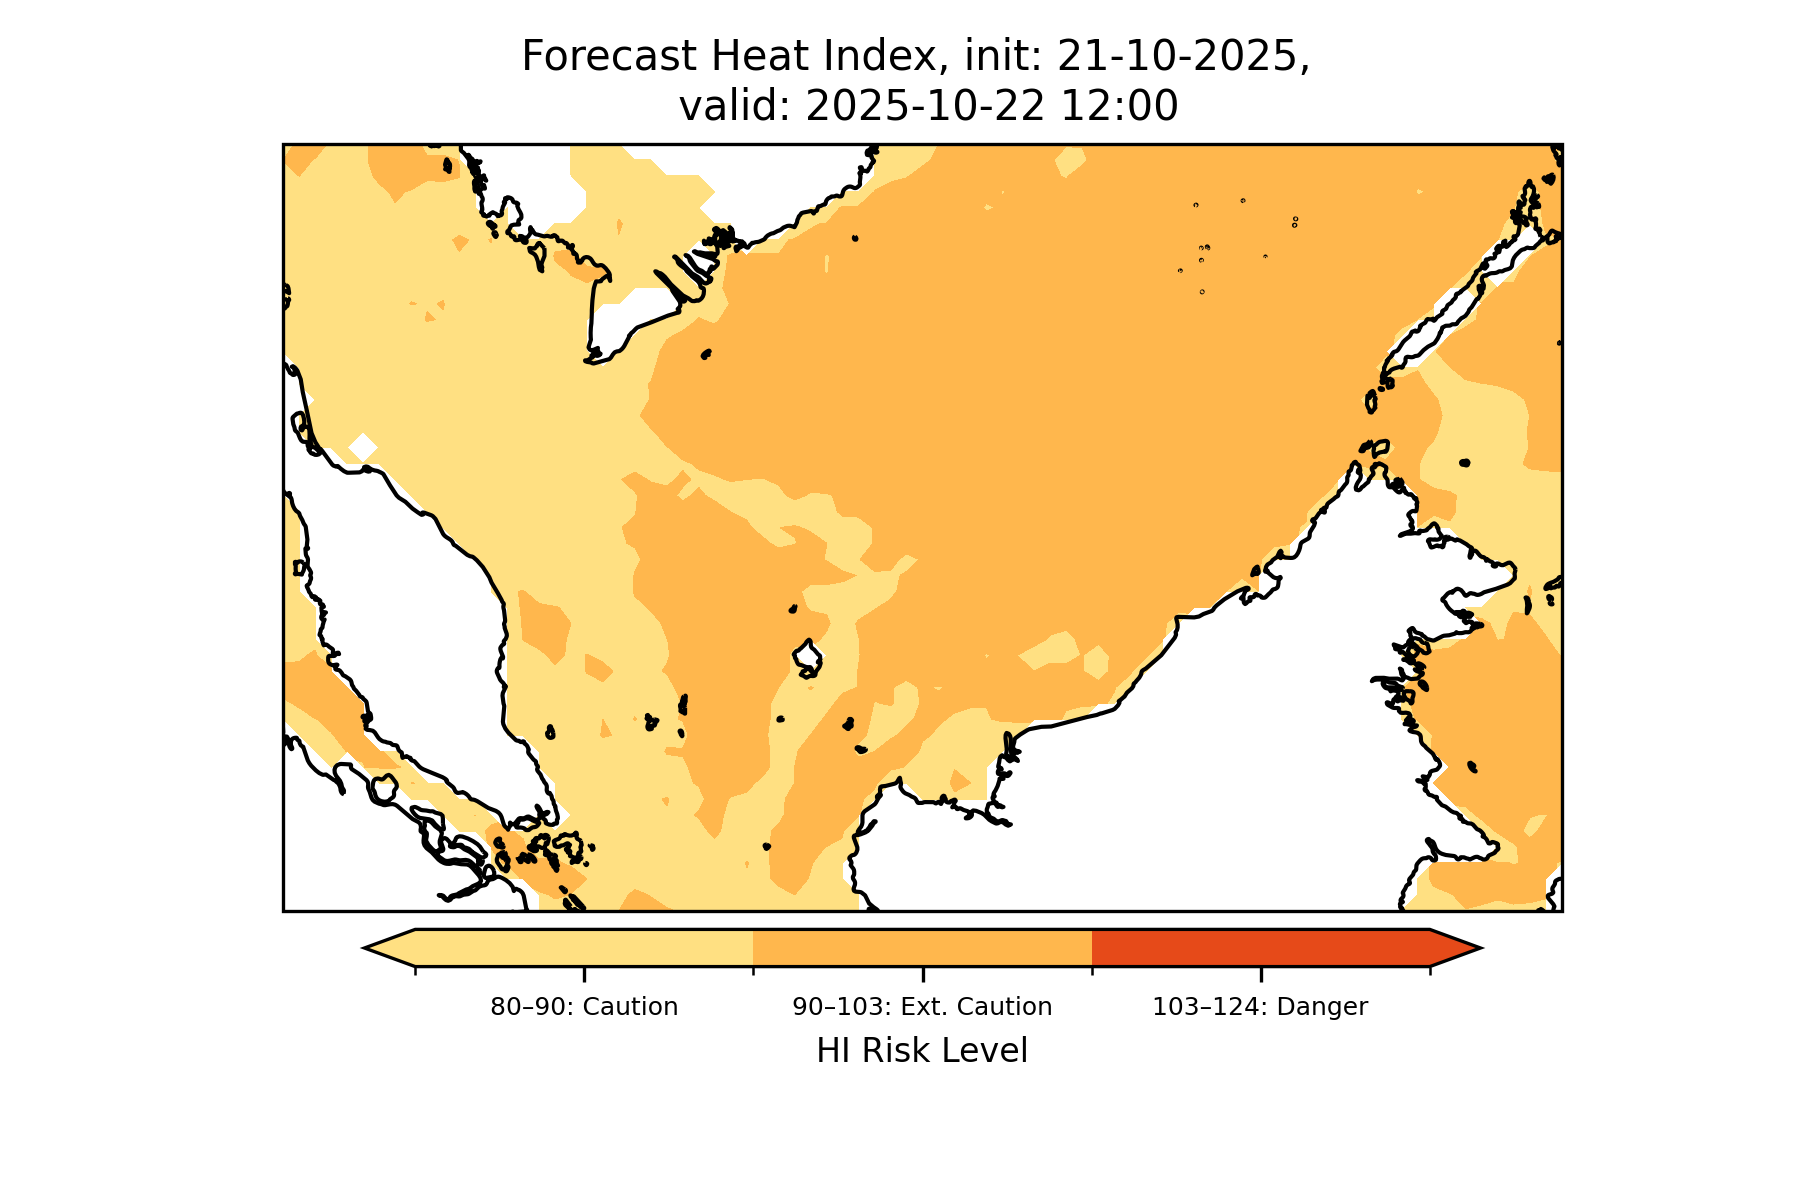 Forecast Heat Index, init: 21-10-2025,
valid: 2025-10-22 12:00
80–90: Caution
90–103: Ext. Caution
103–124: Danger
HI Risk Level